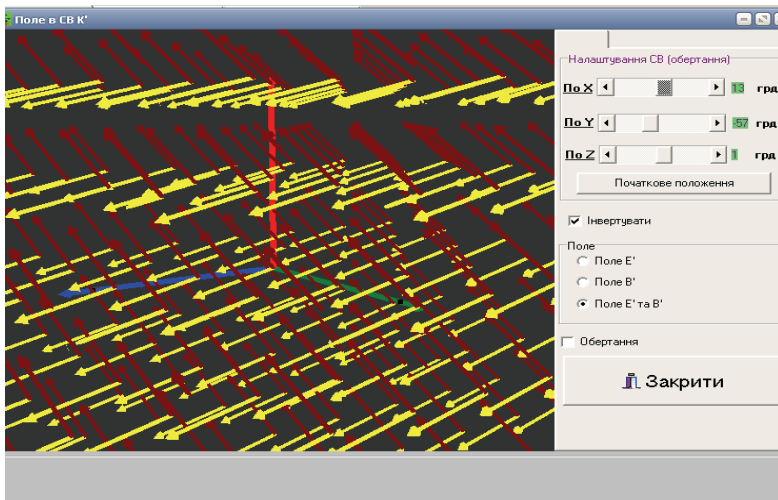 Поле в СВ К'
Налаштування СВ (обертання)
По X 13 грд
По Y -57 грд
По Z 1 грд
Початкове положення
Інвертувати
Поле
Поле E'
Поле B'
Поле E' та B'
Обертання
Закрити